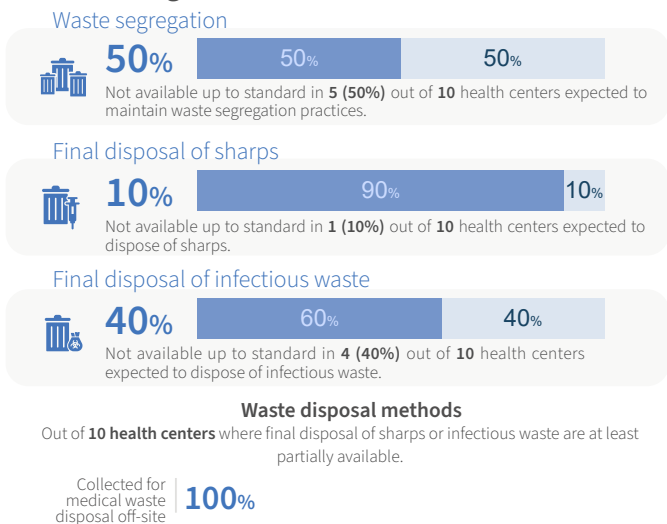 Waste segregation
50%
50%
50%
Not available up to standard in 5 (50%) out of 10 health centers expected to
maintain waste segregation practices.
Final disposal of sharps
10%
90%
10%
Not available up to standard in 1 (10%) out of 10 health centers expected to
dispose of sharps.
Final disposal of infectious waste
40%
60%
40%
Not available up to standard in 4 (40%) out of 10 health centers
expected to dispose of infectious waste.
Waste disposal methods
Out of 10 health centers where final disposal of sharps or infectious waste are at least
partially available.
Collected for
medical waste
disposal off-site
100%